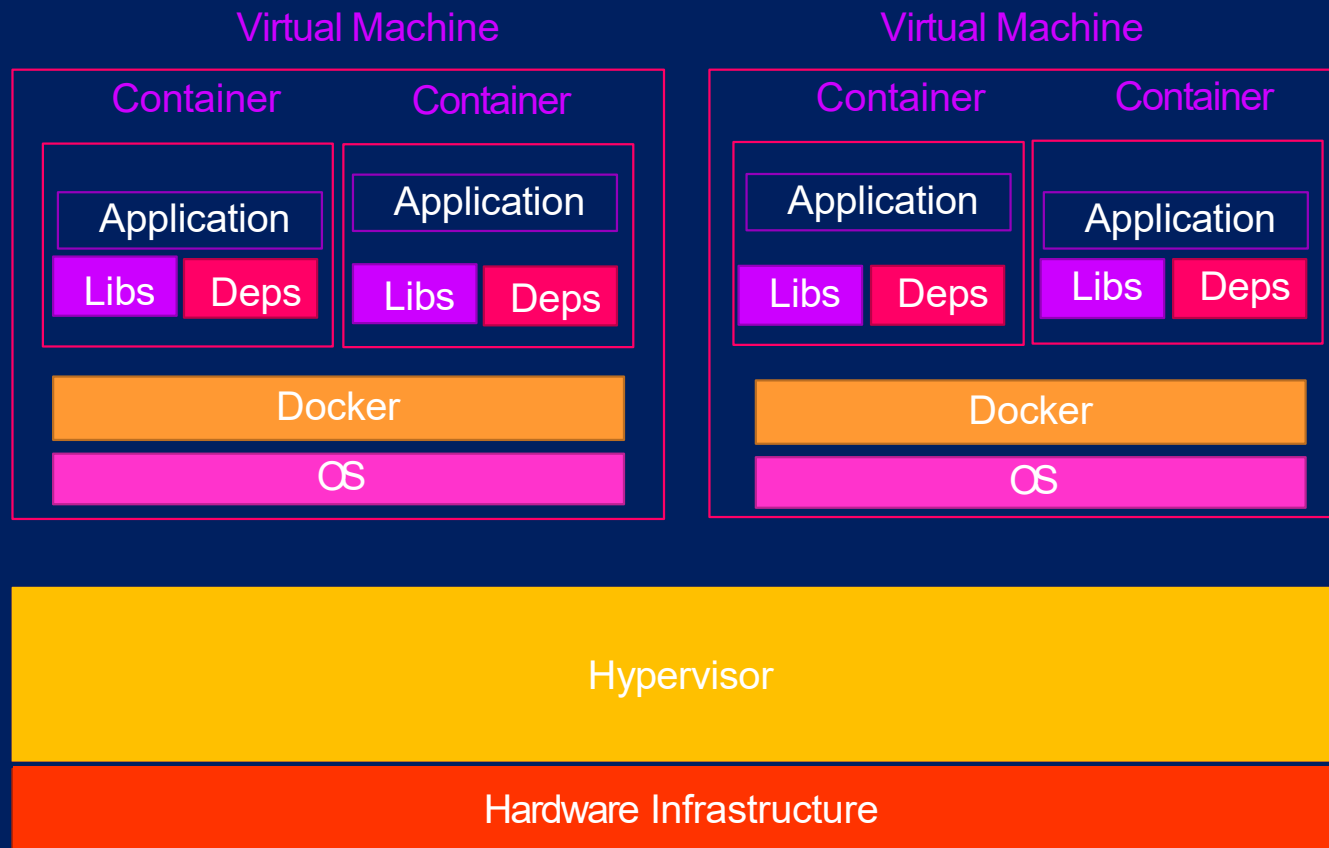 Virtual Machine
Virtual Machine
Container
Container
Container
Container
Application
Application
Application
Application
Libs
Deps
Libs
Deps
Libs
Deps
Libs
Deps
Docker
Docker
OS
OS
Hypervisor
Hardware Infrastructure